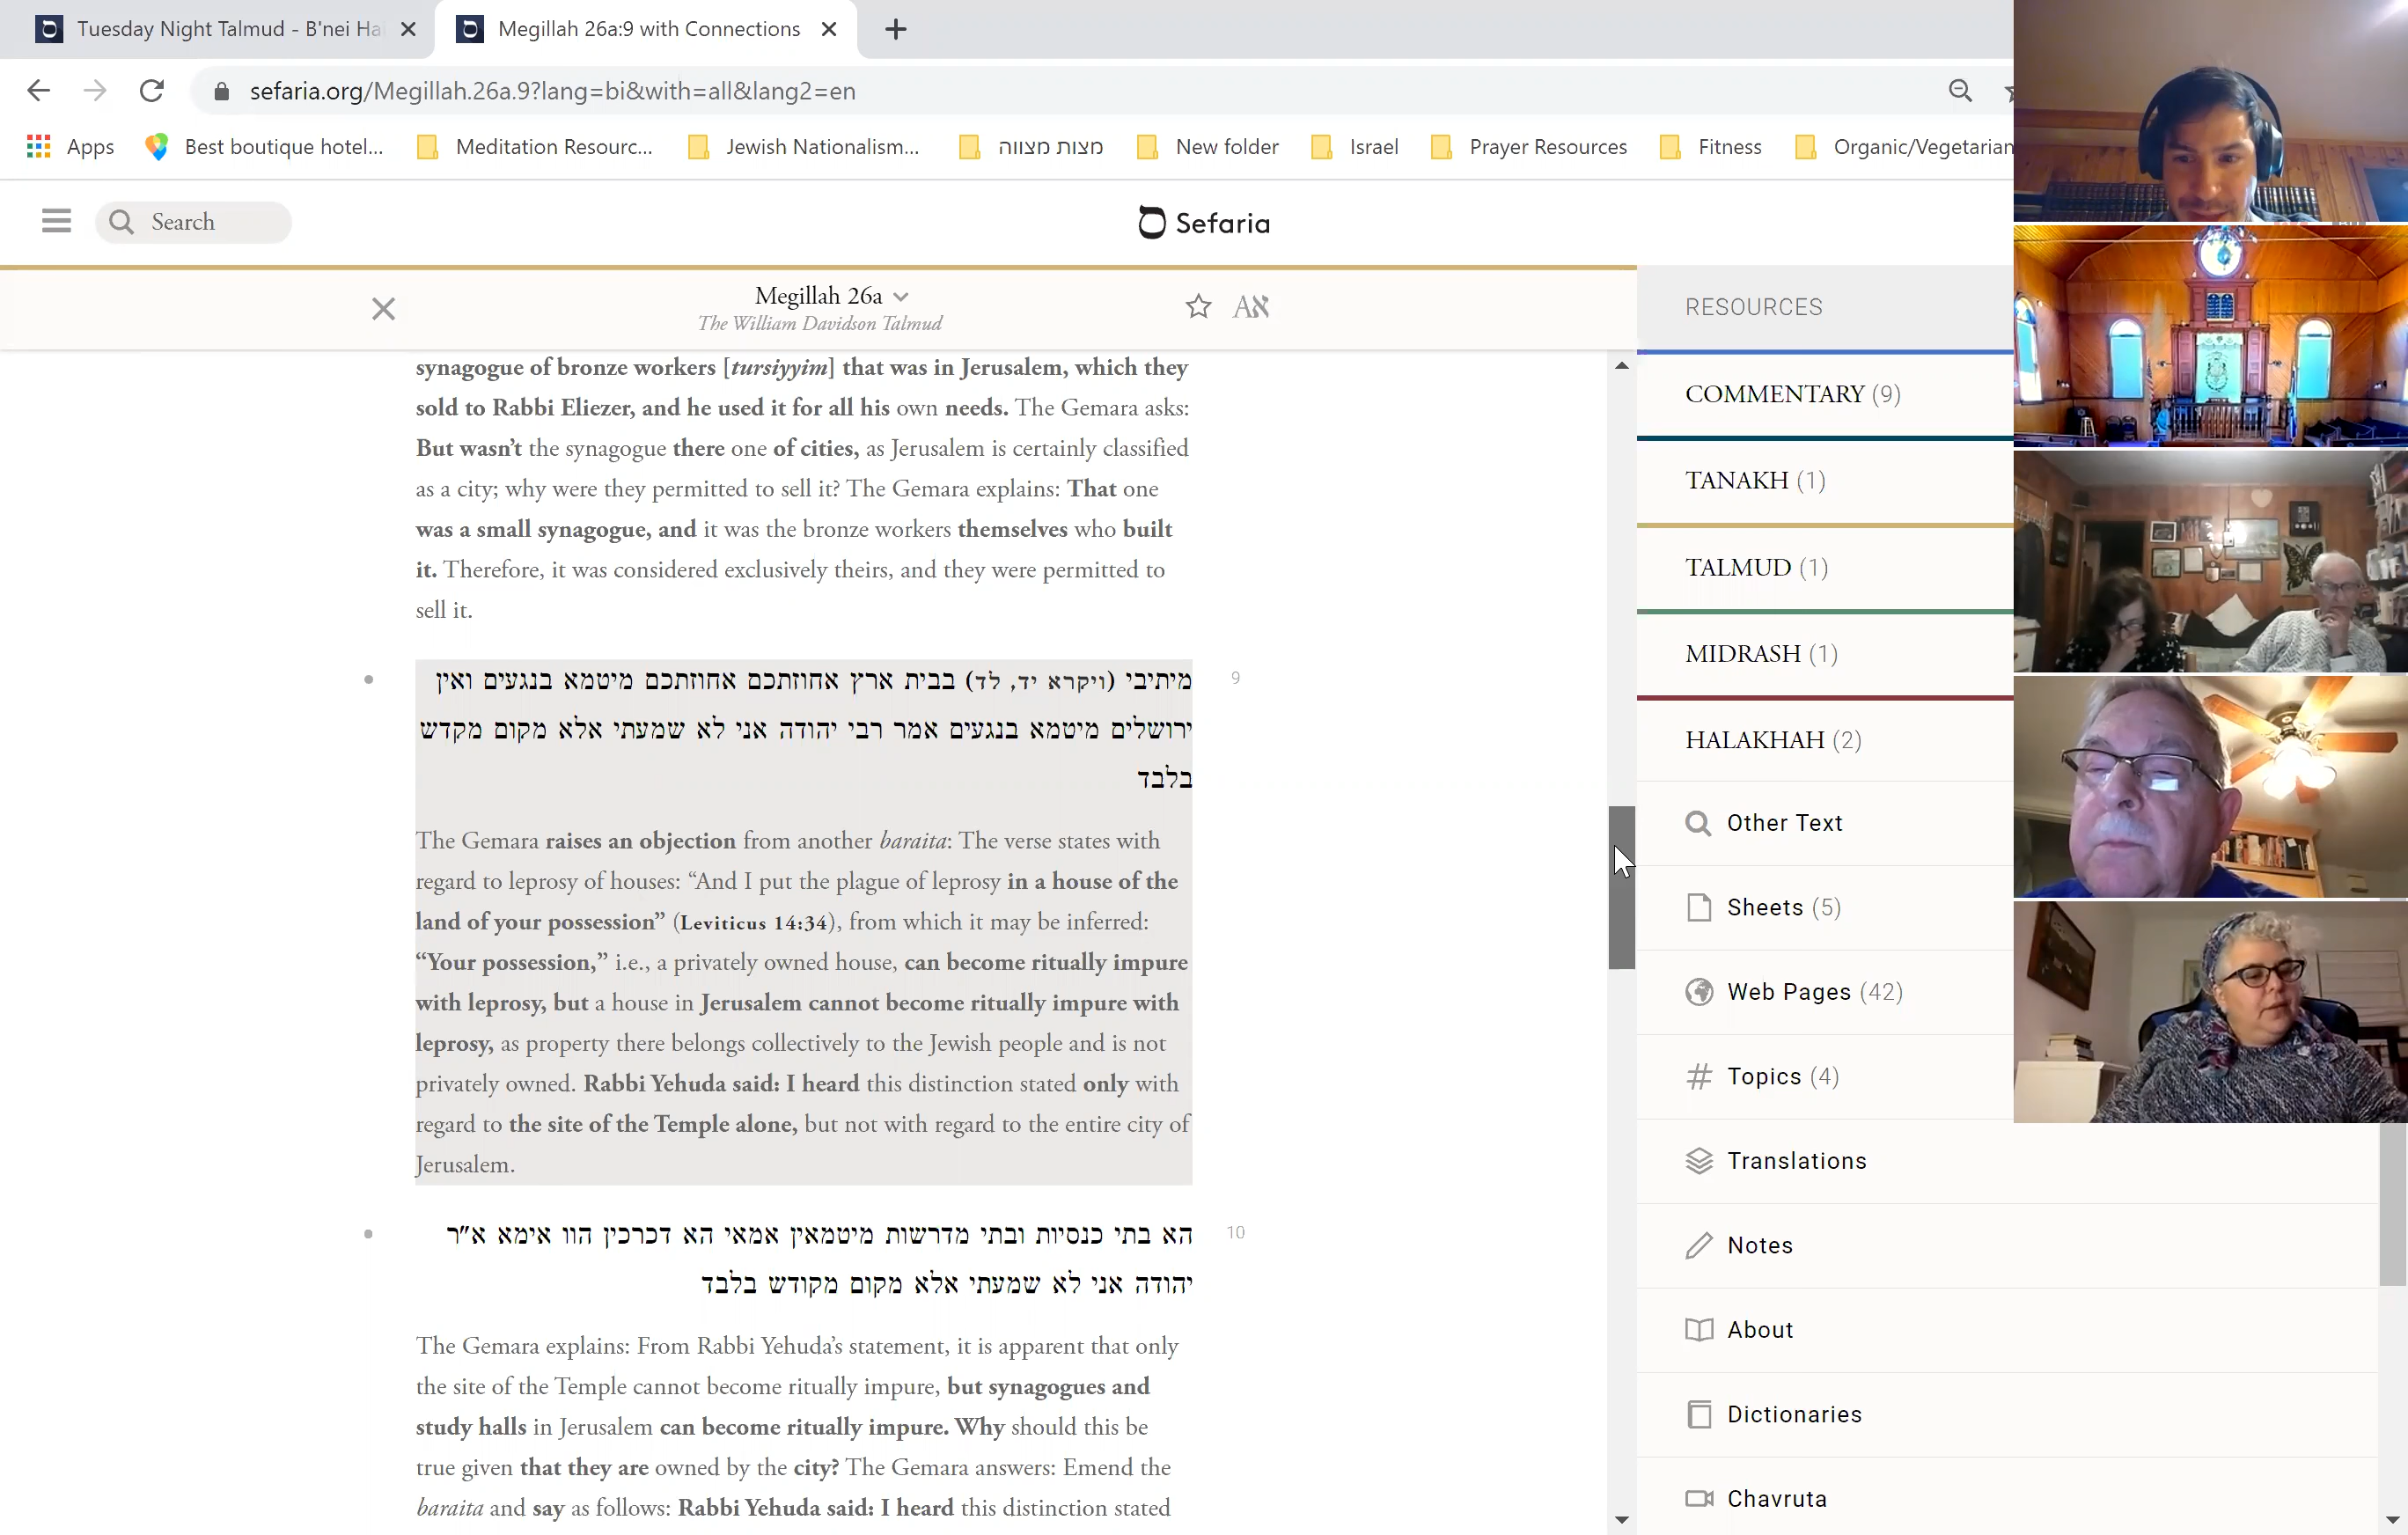 Tuesday Night Talmud - B'nei Ha
Megillah 26a:9 with Connections
sefaria.org/Megillah.26a.9?lang=bi&with=all&lang2=en
Apps
Best boutique hotel...
Meditation Resourc...
Jewish Nationalism...
מצות מצווה
New folder
Israel
Prayer Resources
Fitness
Organic/Vegetarian
Search
Sefaria
Megillah 26a
The William Davidson Talmud
Aא
synagogue of bronze workers [tursiyyim] that was in Jerusalem, which they
sold to Rabbi Eliezer, and he used it for all his own needs. The Gemara asks:
But wasn't the synagogue there one of cities, as Jerusalem is certainly classified
as a city; why were they permitted to sell it? The Gemara explains: That one
was a small synagogue, and it was the bronze workers themselves who built
it. Therefore, it was considered exclusively theirs, and they were permitted to
sell it.
9
מיתיבי (ויקרא יד, לד) בבית ארץ אחוזתכם אחוזתכם מיטמא בנגעים ואין
ירושלים מיטמא בנגעים אמר רבי יהודה אני לא שמעתי אלא מקום מקדש
בלבד
The Gemara raises an objection from another baraita: The verse states with
regard to leprosy of houses: “And I put the plague of leprosy in a house of the
land of your possession” (Leviticus 14:34), from which it may be inferred:
“Your possession,” i.e., a privately owned house, can become ritually impure
with leprosy, but a house in Jerusalem cannot become ritually impure with
leprosy, as property there belongs collectively to the Jewish people and is not
privately owned. Rabbi Yehuda said: I heard this distinction stated only with
regard to the site of the Temple alone, but not with regard to the entire city of
Jerusalem.
10
הא בתי כנסיות ובתי מדרשות מיטמאין אמאי הא דכרכין הוו אימא א״ר
יהודה אני לא שמעתי אלא מקום מקודש בלבד
The Gemara explains: From Rabbi Yehuda's statement, it is apparent that only
the site of the Temple cannot become ritually impure, but synagogues and
study halls in Jerusalem can become ritually impure. Why should this be
true given that they are owned by the city? The Gemara answers: Emend the
baraita and say as follows: Rabbi Yehuda said: I heard this distinction stated
RESOURCES
COMMENTARY (9)
TANAKH (1)
TALMUD (1)
MIDRASH (1)
HALAKHAH (2)
Other Text
Sheets (5)
Web Pages (42)
Topics (4)
Translations
Notes
About
Dictionaries
Chavruta